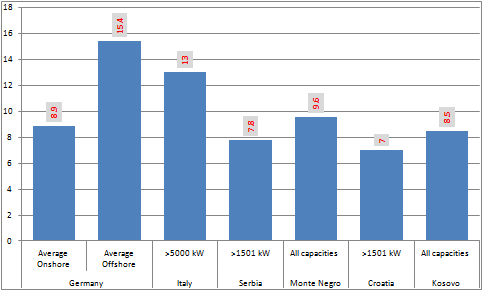 18
16
14
12
10
8
6
4
2
0
8.9
15.4
13
7.8
9.6
7
8.5
Average Onshore
Average Offshore
>5000 kW
>1501 kW
All capacities
>1501 kW
All capacities
Germany
Italy
Serbia
Monte Negro
Croatia
Kosovo